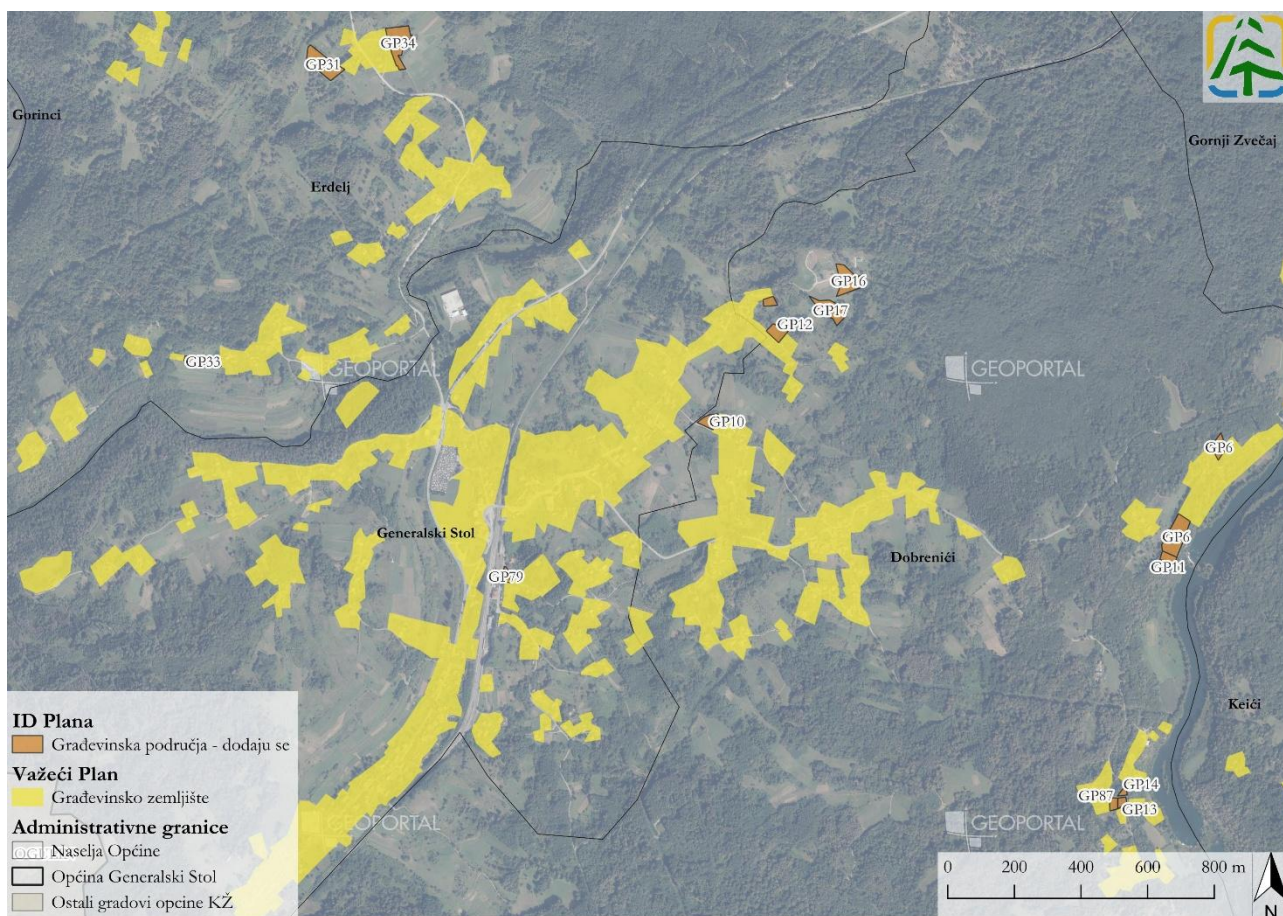 GP34
GP31
Gorinci
Gornji Zvečaj
Erdelj
GP16
GP17
GP12
GP33
GEOPORTAL
GEOPORTAL
GP10
GP6
Generalski Stol
GP6
Dobrenići
GP11
GP79
Keići
ID Plana
Građevinska područja - dodaju se
Važeći Plan
Građevinsko zemljište
Administrativne granice
Naselja Općine
Općina Generalski Stol
Ostali gradovi opcine KŽ
GP14
GP87
GP13
GEOPORTAL
GEOPORTAL
0 200 400 600 800 m
N